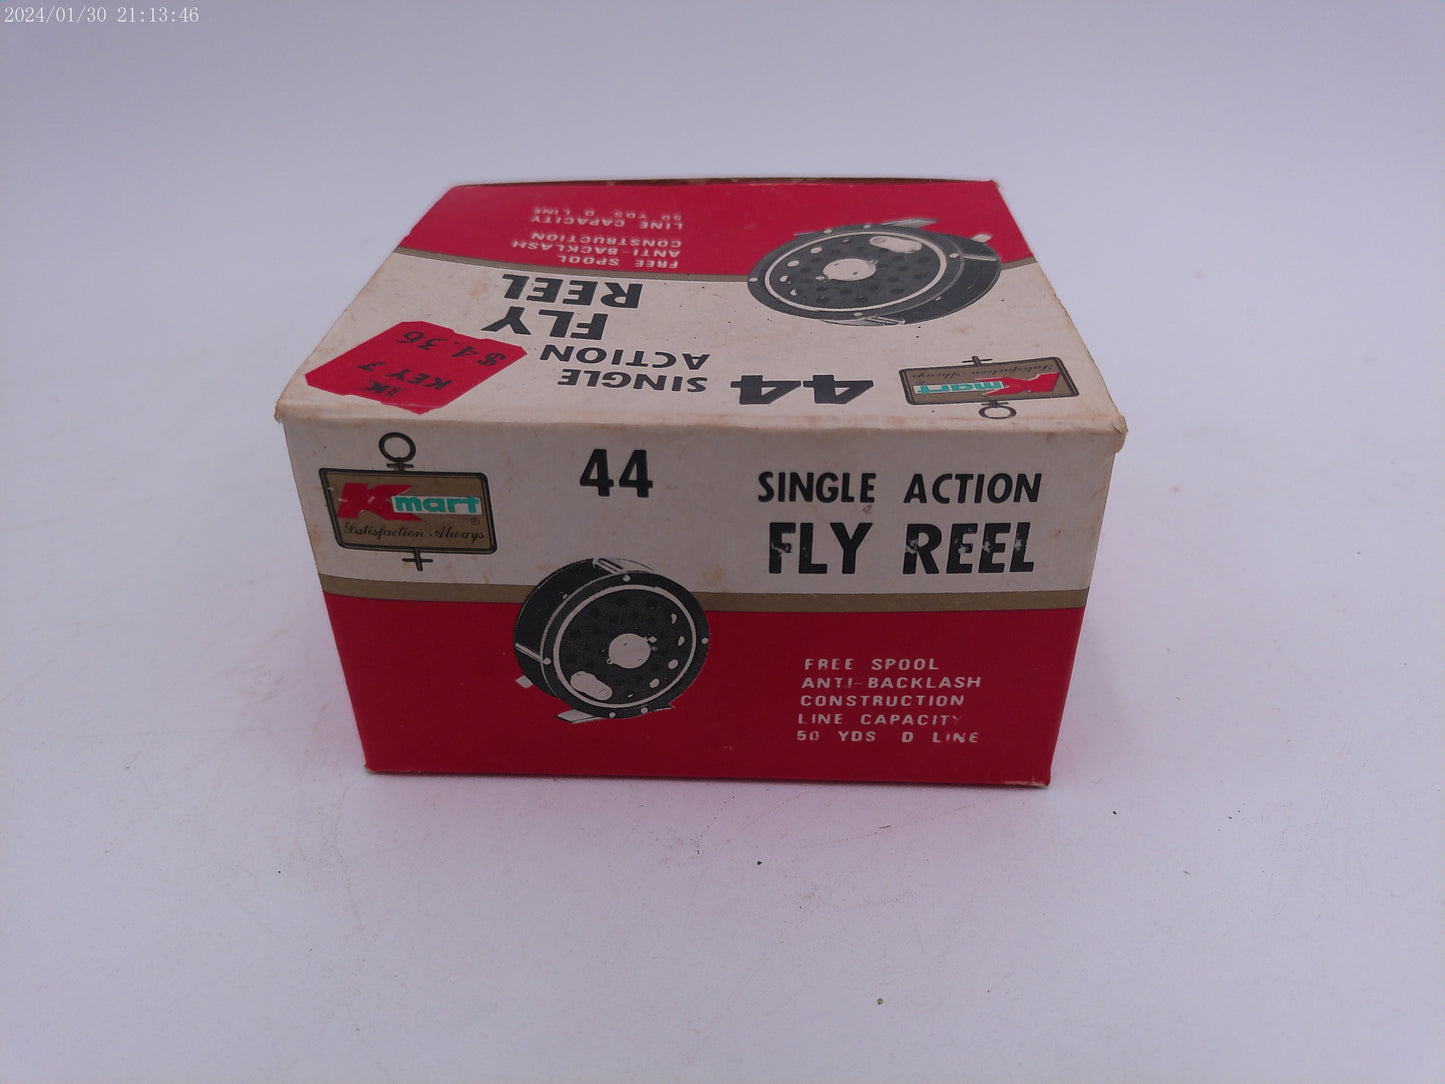 2024/01/30 21:13:46
LINE CAPACITY
50 YDS D LINE
FREE SPOOL
ANTI-BACKLASH
CONSTRUCTION
44
SINGLE
ACTION
FLY
REEL
1K
KEY 7
$4.36
Kmart
Satisfaction Always
Kmart ®
Satisfaction Always
44
SINGLE ACTION
FLY REEL
FREE SPOOL
ANTI-BACKLASH
CONSTRUCTION
LINE CAPACITY
50 YDS D LINE